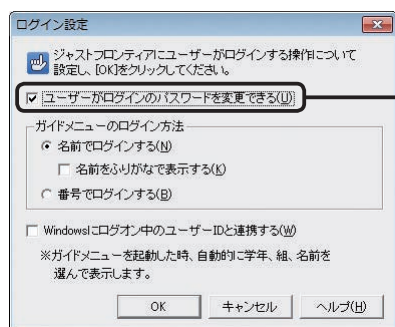 ログイン設定
ジャストフロンティアにユーザーがログインする操作について
設定し、[OK]をクリックしてください。
ユーザーがログインのパスワードを変更できる(U)
ガイドメニューのログイン方法
名前でログインする(N)
名前をふりがなで表示する(K)
番号でログインする(B)
Windowsにログオン中のユーザーIDと連携する(W)
※ガイドメニューを起動した時、自動的に学年、組、名前を
選んで表示します。
OK キャンセル ヘルプ(H)